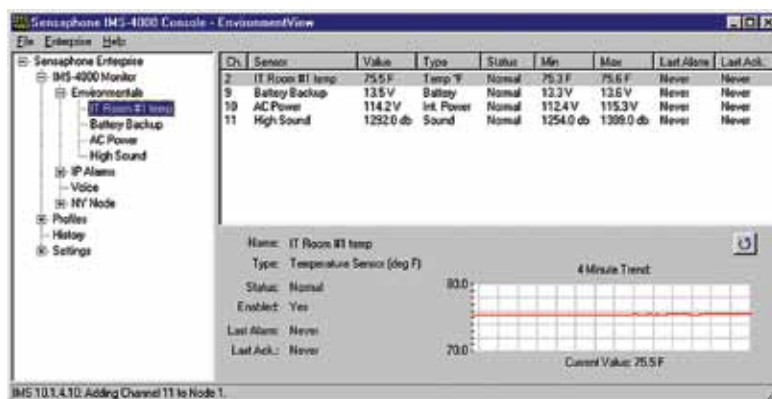 Sensaphone IMS-4000 Console - EnvironmentView
File Enterprise Help
Sensaphone Enterprise
IMS-4000 Monitor
Environmentals
IT Room #1 temp
Battery Backup
AC Power
High Sound
IP Alarms
Voice
NY Node
Profiles
History
Settings
Ch. Sensor Value Type Status Min Max Last Alarm Last Ack.
2 IT Room #1 temp 75.5 F Temp °F Normal 75.3 F 75.6 F Never Never
9 Battery Backup 13.5 V Battery Normal 13.3 V 13.6 V Never Never
10 AC Power 114.2 V Int. Power Normal 112.4 V 115.3 V Never Never
11 High Sound 1292.0 db Sound Normal 1254.0 db 1309.0 db Never Never
Name: IT Room #1 temp
Type: Temperature Sensor (deg F)
Status: Normal
Enabled: Yes
Last Alarm: Never
Last Ack.: Never
4 Minute Trend:
80.0
70.0
Current Value: 75.5 F
IMS 10.1.4.10: Adding Channel 11 to Node 1.